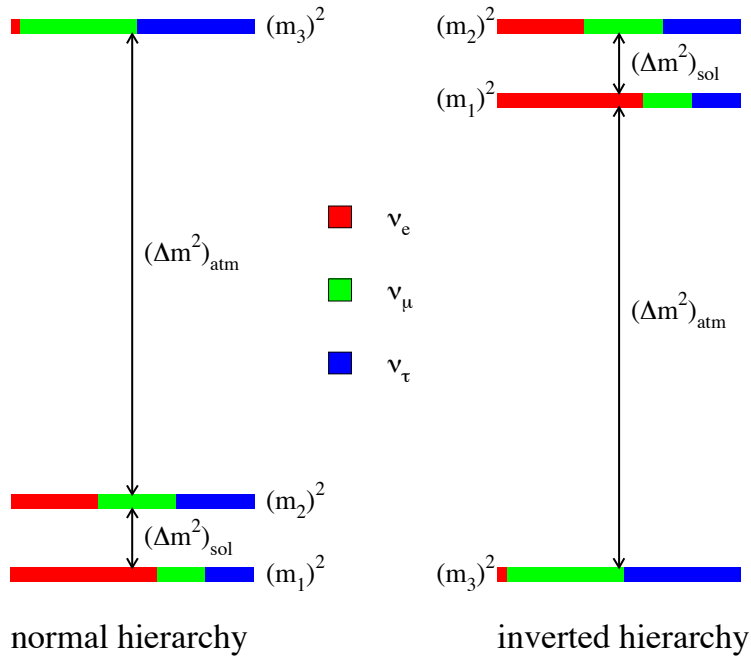 (m₃)²
(m₂)²
(Δm²)sol
(m₁)²
(Δm²)atm
νe
νμ
ντ
(Δm²)atm
(m₂)²
(Δm²)sol
(m₁)²
(m₃)²
normal hierarchy
inverted hierarchy